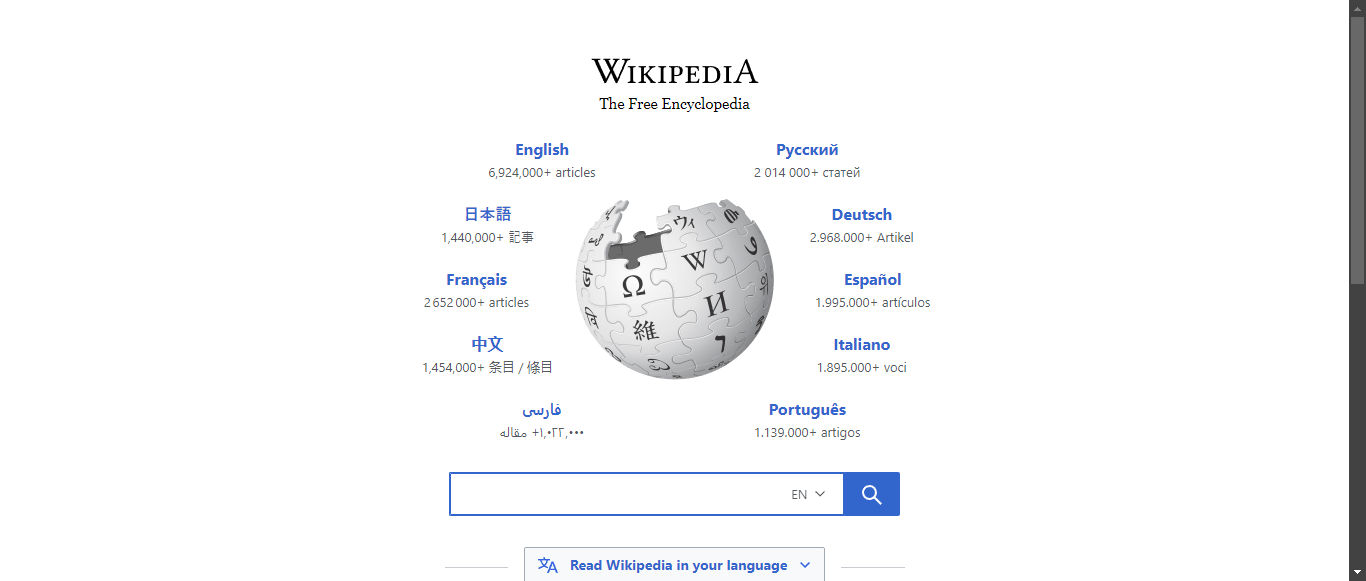 WIKIPEDIA
The Free Encyclopedia
English
6,924,000+ articles
Русский
2 014 000+ статей
日本語
1,440,000+ 記事
Deutsch
2.968.000+ Artikel
Français
2 652 000+ articles
Español
1.995.000+ artículos
中文
1,454,000+ 条目 / 條目
Italiano
1.895.000+ voci
فارسی
۱٬۰۲۲٬۰۰۰+ مقاله
Português
1.139.000+ artigos
ウィ
W
Ω
И
維
EN
Read Wikipedia in your language